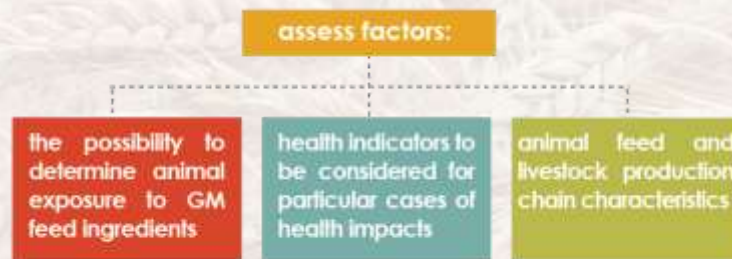 assess factors:
the possibility to
determine animal
exposure to GM
feed ingredients
health indicators to
be considered for
particular cases of
health impacts
animal feed and
livestock production
chain characteristics